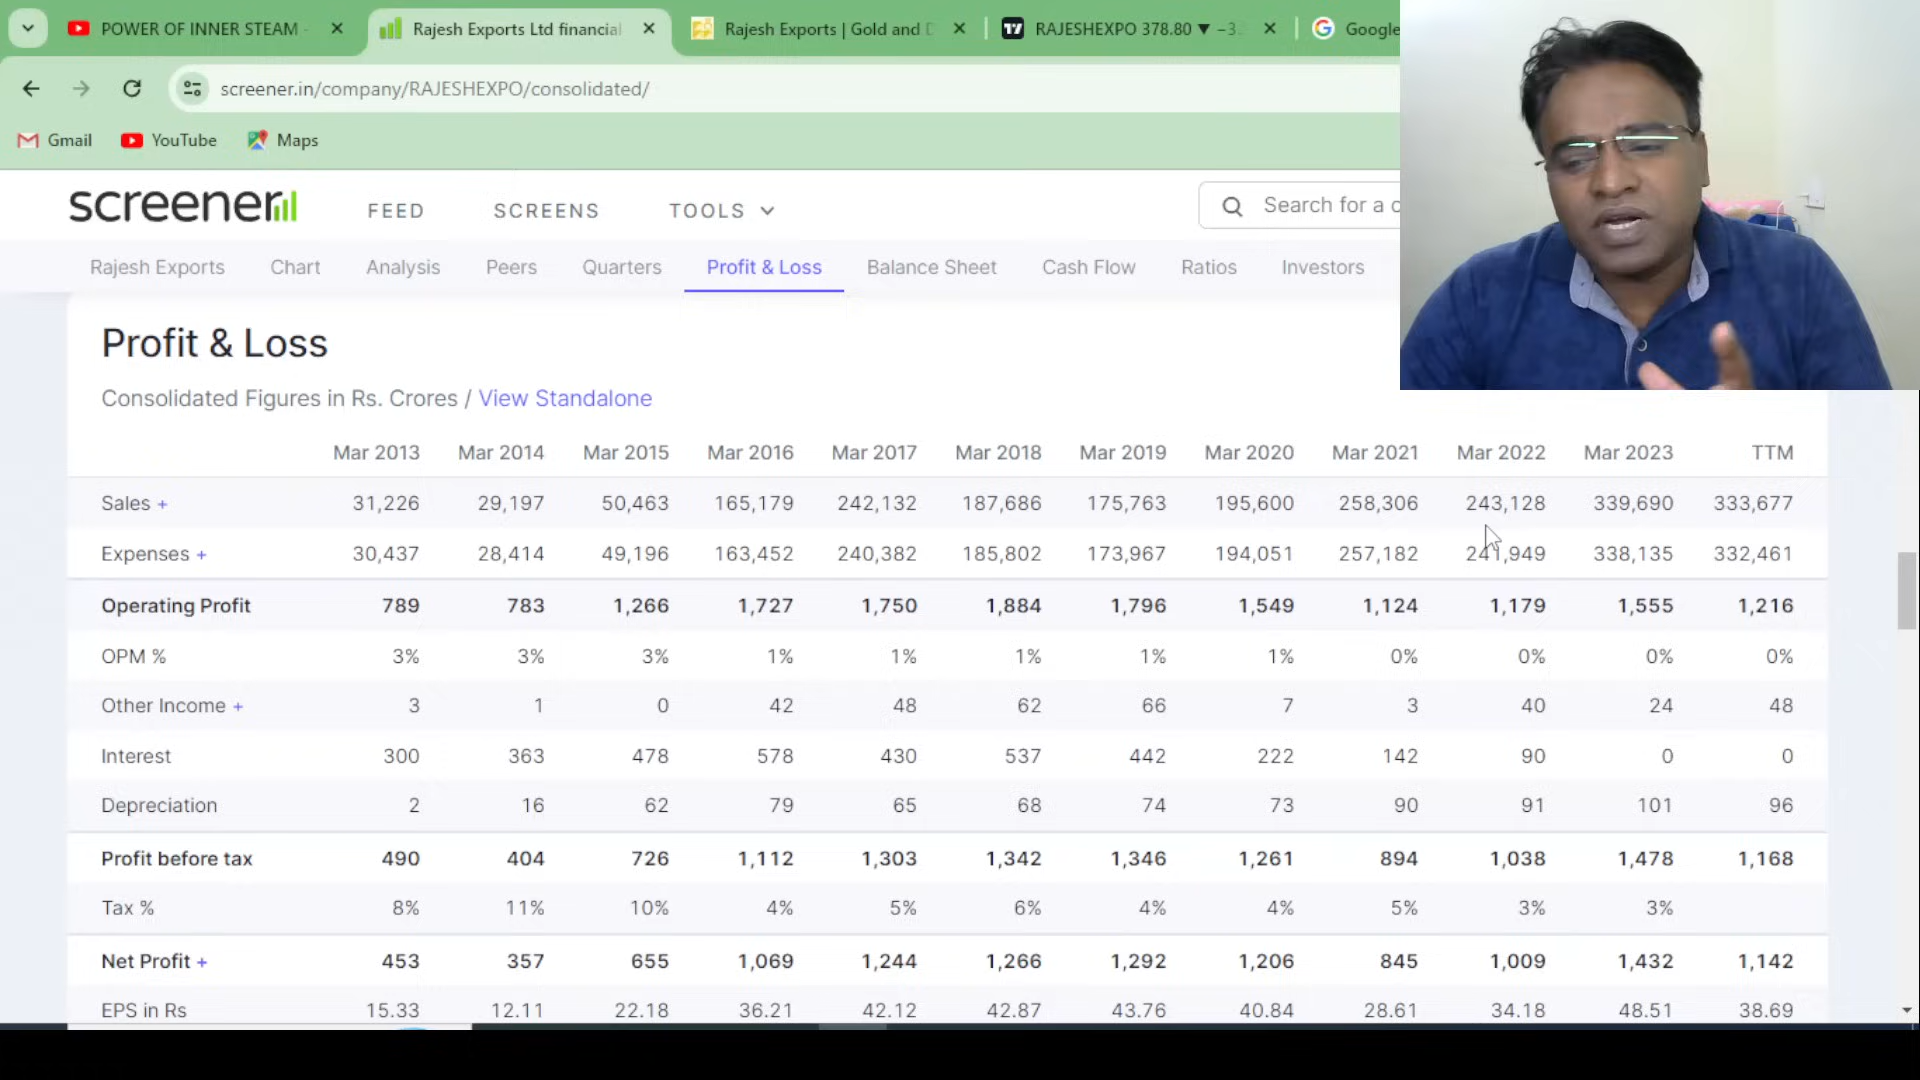 POWER OF INNER STEAM
Rajesh Exports Ltd financial
Rajesh Exports | Gold and D
RAJESHEXPO 378.80 ▼ −3.
Google
screener.in/company/RAJESHEXPO/consolidated/
Gmail YouTube Maps
screener FEED SCREENS TOOLS Search for a c
Rajesh Exports Chart Analysis Peers Quarters Profit & Loss Balance Sheet Cash Flow Ratios Investors
Profit & Loss
Consolidated Figures in Rs. Crores / View Standalone
Mar 2013 Mar 2014 Mar 2015 Mar 2016 Mar 2017 Mar 2018 Mar 2019 Mar 2020 Mar 2021 Mar 2022 Mar 2023 TTM
Sales + 31,226 29,197 50,463 165,179 242,132 187,686 175,763 195,600 258,306 243,128 339,690 333,677
Expenses + 30,437 28,414 49,196 163,452 240,382 185,802 173,967 194,051 257,182 241,949 338,135 332,461
Operating Profit 789 783 1,266 1,727 1,750 1,884 1,796 1,549 1,124 1,179 1,555 1,216
OPM % 3% 3% 3% 1% 1% 1% 1% 1% 0% 0% 0% 0%
Other Income + 3 1 0 42 48 62 66 7 3 40 24 48
Interest 300 363 478 578 430 537 442 222 142 90 0 0
Depreciation 2 16 62 79 65 68 74 73 90 91 101 96
Profit before tax 490 404 726 1,112 1,303 1,342 1,346 1,261 894 1,038 1,478 1,168
Tax % 8% 11% 10% 4% 5% 6% 4% 4% 5% 3% 3%
Net Profit + 453 357 655 1,069 1,244 1,266 1,292 1,206 845 1,009 1,432 1,142
EPS in Rs 15.33 12.11 22.18 36.21 42.12 42.87 43.76 40.84 28.61 34.18 48.51 38.69